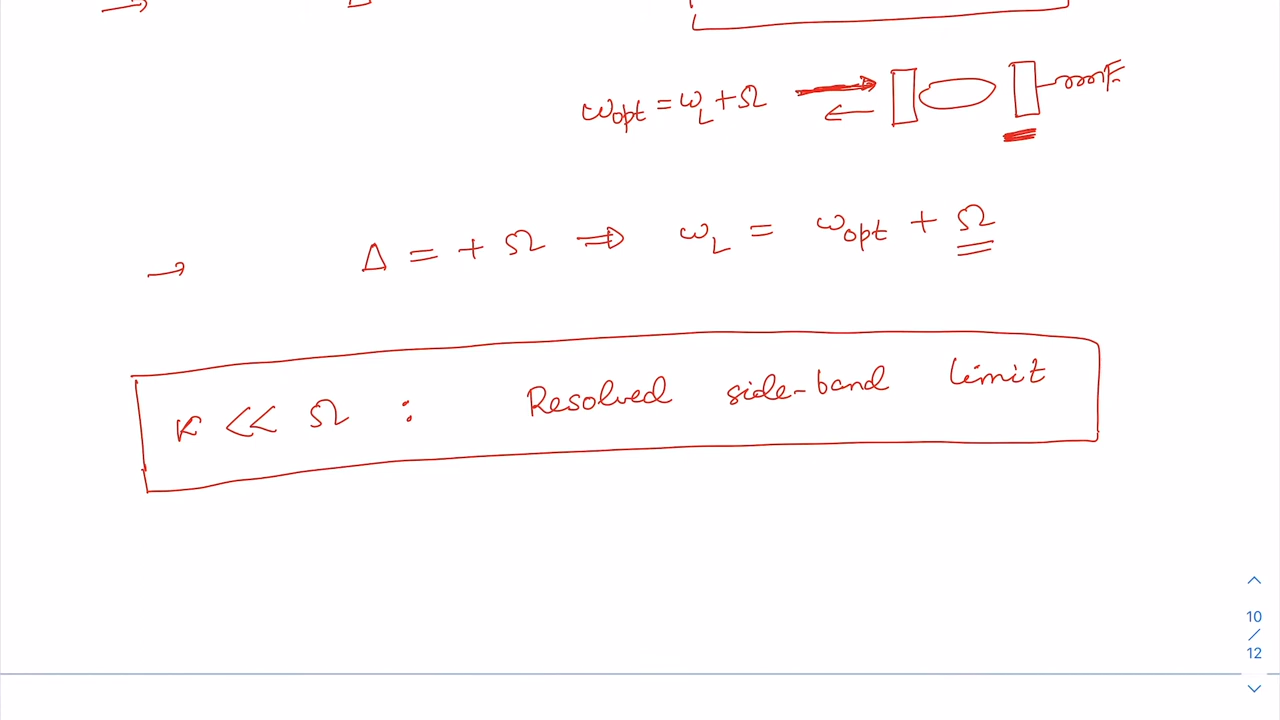 → Δ
ω_opt = ω_L + Ω
→ Δ = + Ω ⇒ ω_L = ω_opt + Ω
κ << Ω : Resolved side-band limit
10
/
12